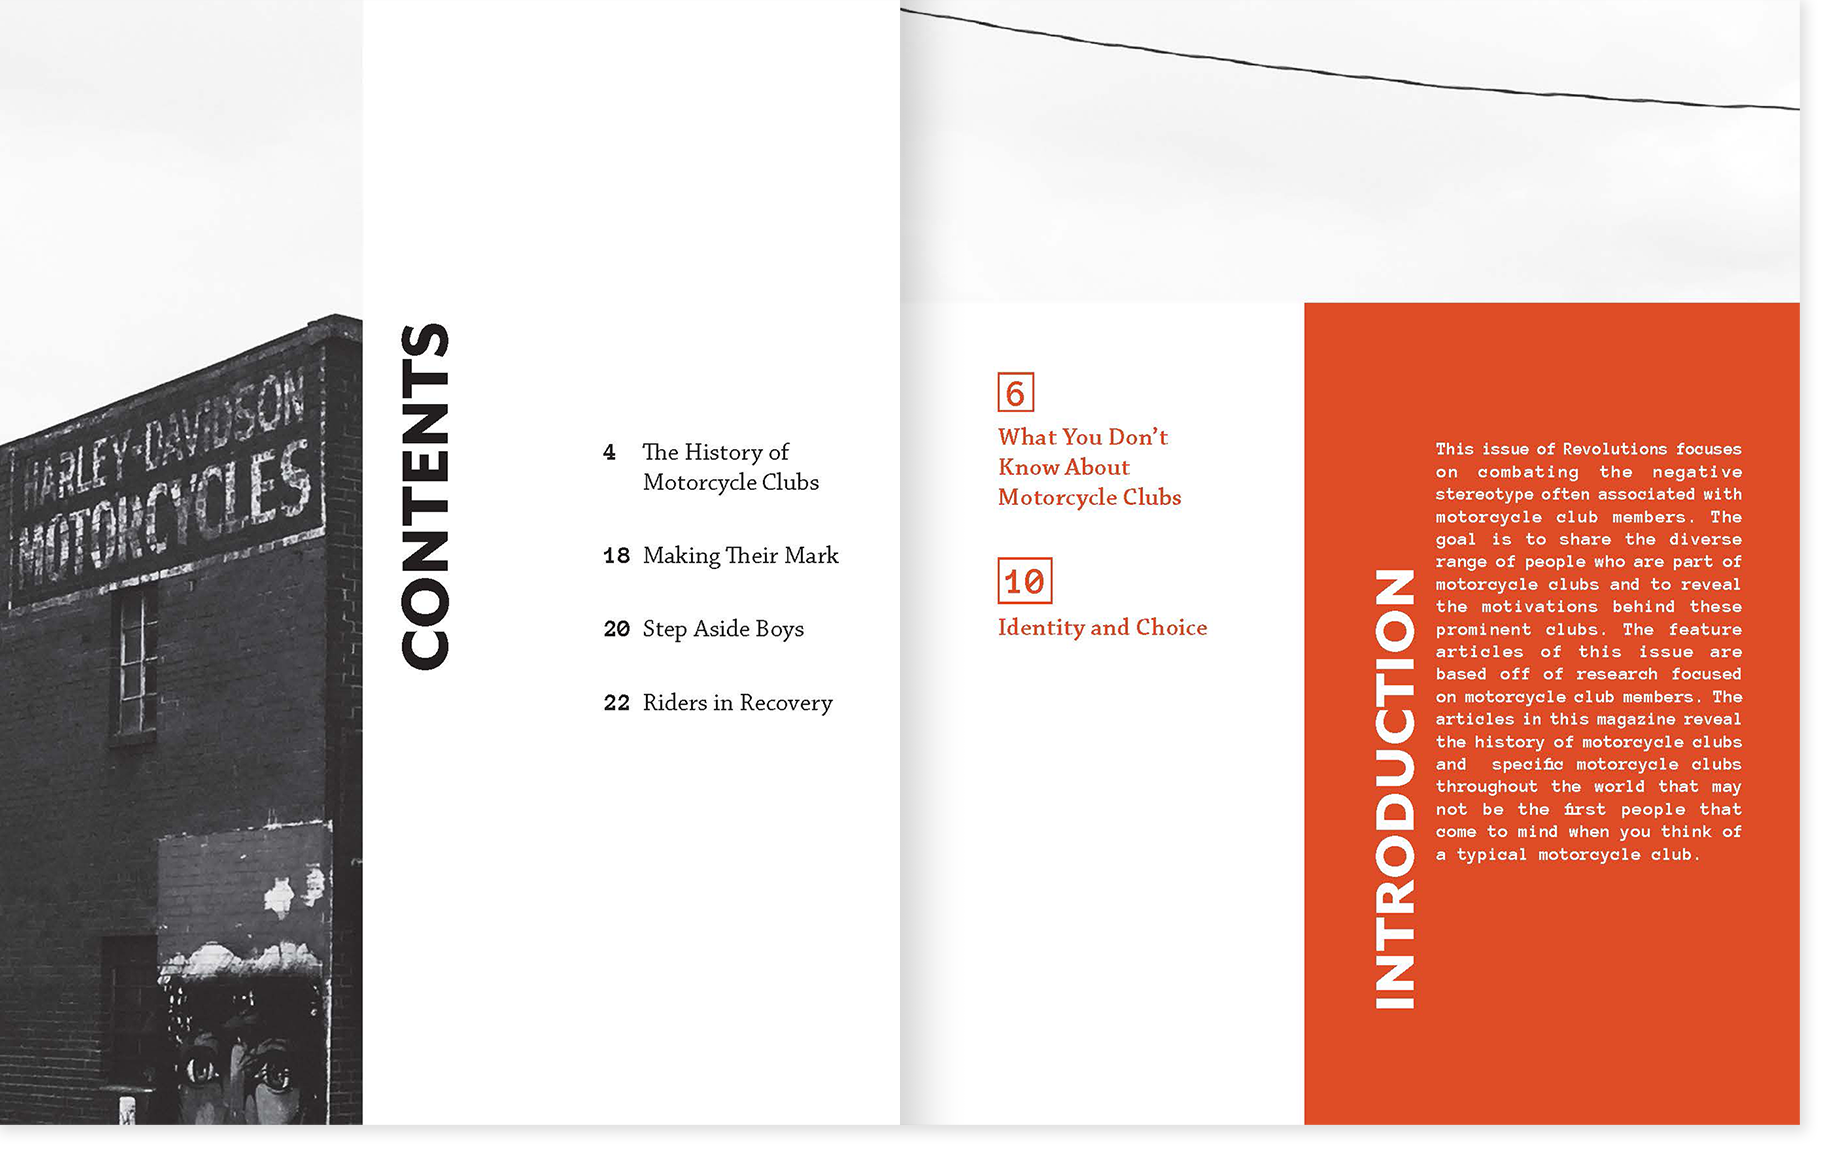 HARLEY-DAVIDSON
MOTORCYCLES
CONTENTS
4 The History of
Motorcycle Clubs
18 Making Their Mark
20 Step Aside Boys
22 Riders in Recovery
6
What You Don't
Know About
Motorcycle Clubs
10
Identity and Choice
INTRODUCTION
This issue of Revolutions focuses
on combating the negative
stereotype often associated with
motorcycle club members. The
goal is to share the diverse
range of people who are part of
motorcycle clubs and to reveal
the motivations behind these
prominent clubs. The feature
articles of this issue are
based off of research focused
on motorcycle club members. The
articles in this magazine reveal
the history of motorcycle clubs
and specific motorcycle clubs
throughout the world that may
not be the first people that
come to mind when you think of
a typical motorcycle club.